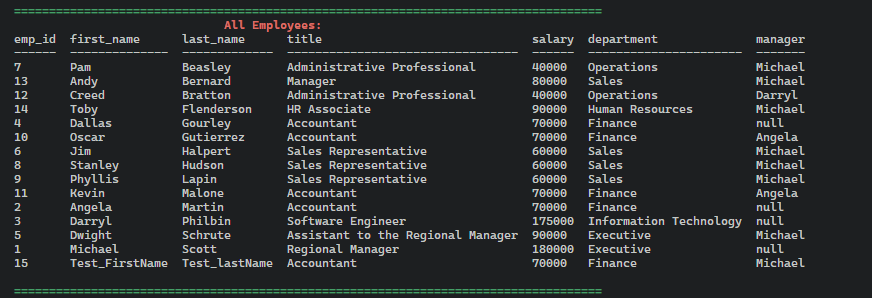 All Employees:
emp_id first_name last_name title salary department manager
7 Pam Beasley Administrative Professional 40000 Operations Michael
13 Andy Bernard Manager 80000 Sales Michael
12 Creed Bratton Administrative Professional 40000 Operations Darryl
14 Toby Flenderson HR Associate 90000 Human Resources Michael
4 Dallas Gourley Accountant 70000 Finance null
10 Oscar Gutierrez Accountant 70000 Finance Angela
6 Jim Halpert Sales Representative 60000 Sales Michael
8 Stanley Hudson Sales Representative 60000 Sales Michael
9 Phyllis Lapin Sales Representative 60000 Sales Michael
11 Kevin Malone Accountant 70000 Finance Angela
2 Angela Martin Accountant 70000 Finance null
3 Darryl Philbin Software Engineer 175000 Information Technology null
5 Dwight Schrute Assistant to the Regional Manager 90000 Executive Michael
1 Michael Scott Regional Manager 180000 Executive null
15 Test_FirstName Test_lastName Accountant 70000 Finance Michael